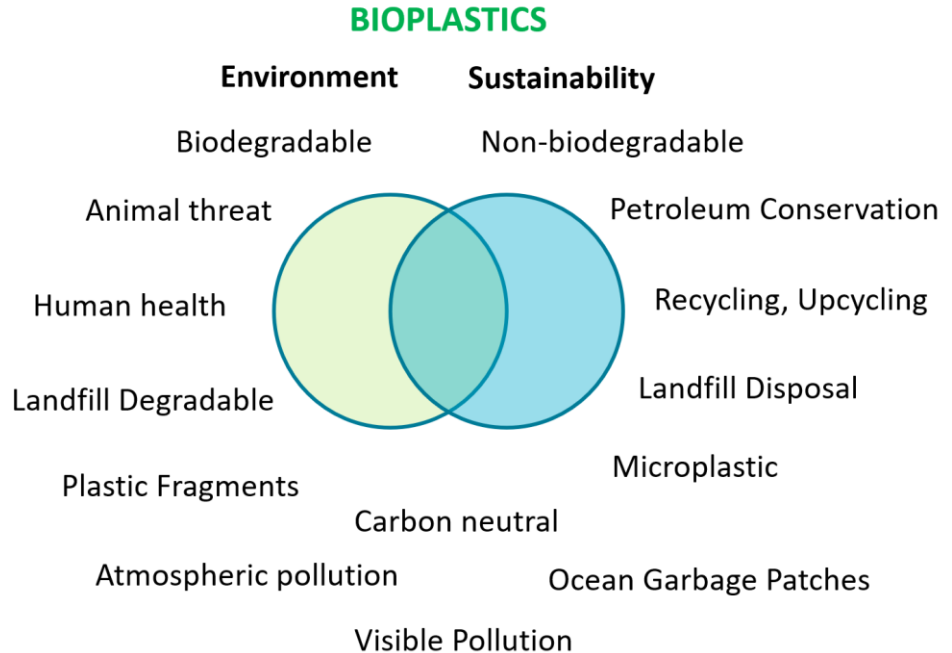 BIOPLASTICS
Environment
Sustainability
Biodegradable
Non-biodegradable
Animal threat
Petroleum Conservation
Human health
Recycling, Upcycling
Landfill Degradable
Landfill Disposal
Plastic Fragments
Microplastic
Carbon neutral
Atmospheric pollution
Ocean Garbage Patches
Visible Pollution